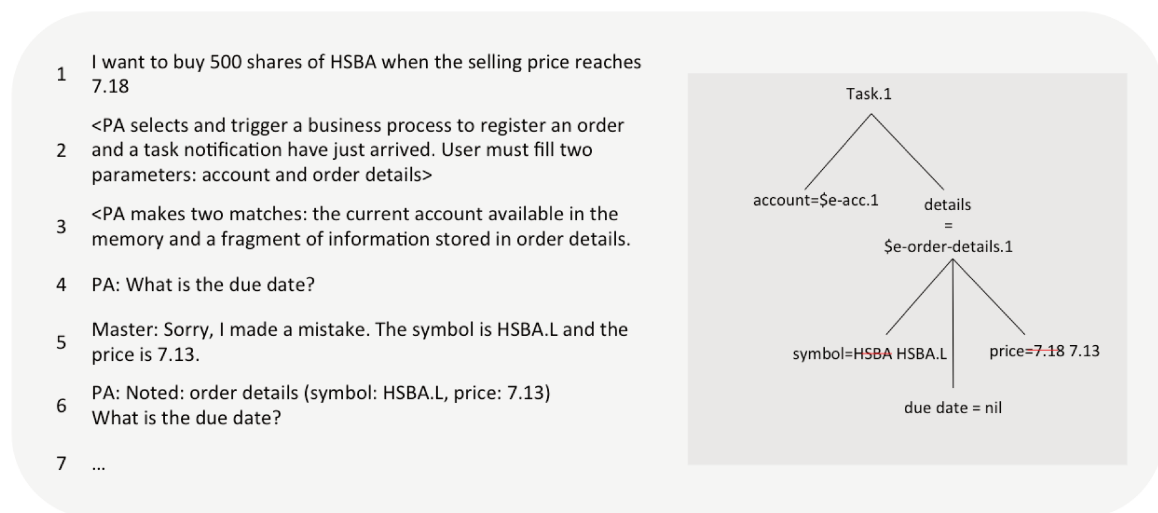 1 I want to buy 500 shares of HSBA when the selling price reaches
7.18
2 <PA selects and trigger a business process to register an order
and a task notification have just arrived. User must fill two
parameters: account and order details>
3 <PA makes two matches: the current account available in the
memory and a fragment of information stored in order details.
4 PA: What is the due date?
5 Master: Sorry, I made a mistake. The symbol is HSBA.L and the
price is 7.13.
6 PA: Noted: order details (symbol: HSBA.L, price: 7.13)
What is the due date?
7 ...
Task.1
account=$e-acc.1
details
=
$e-order-details.1
symbol=HSBA HSBA.L
price=7.18 7.13
due date = nil